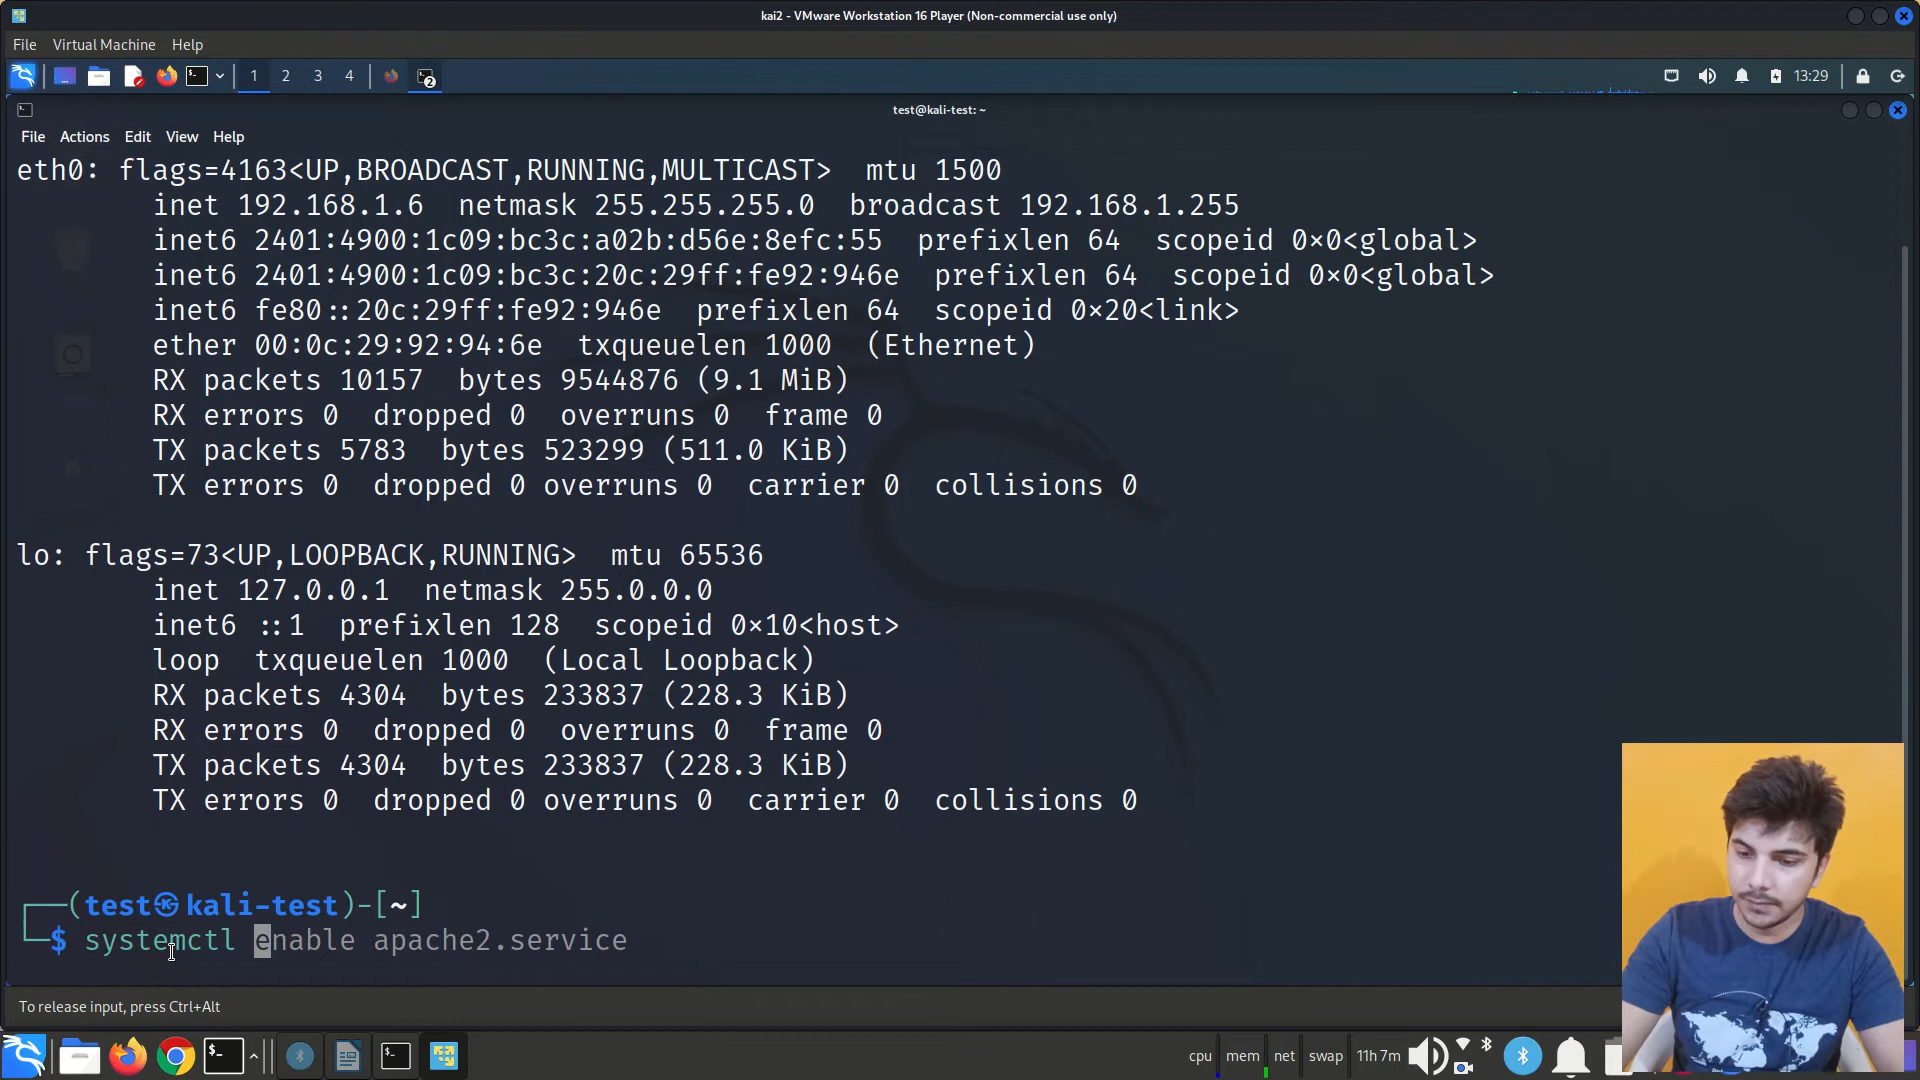 kai2 - VMware Workstation 16 Player (Non-commercial use only)
File Virtual Machine Help
1 2 3 4 2 13:29
test@kali-test: ~
File Actions Edit View Help
eth0: flags=4163<UP,BROADCAST,RUNNING,MULTICAST> mtu 1500
inet 192.168.1.6 netmask 255.255.255.0 broadcast 192.168.1.255
inet6 2401:4900:1c09:bc3c:a02b:d56e:8efc:55 prefixlen 64 scopeid 0×0<global>
inet6 2401:4900:1c09:bc3c:20c:29ff:fe92:946e prefixlen 64 scopeid 0×0<global>
inet6 fe80::20c:29ff:fe92:946e prefixlen 64 scopeid 0×20<link>
ether 00:0c:29:92:94:6e txqueuelen 1000 (Ethernet)
RX packets 10157 bytes 9544876 (9.1 MiB)
RX errors 0 dropped 0 overruns 0 frame 0
TX packets 5783 bytes 523299 (511.0 KiB)
TX errors 0 dropped 0 overruns 0 carrier 0 collisions 0
lo: flags=73<UP,LOOPBACK,RUNNING> mtu 65536
inet 127.0.0.1 netmask 255.0.0.0
inet6 ::1 prefixlen 128 scopeid 0×10<host>
loop txqueuelen 1000 (Local Loopback)
RX packets 4304 bytes 233837 (228.3 KiB)
RX errors 0 dropped 0 overruns 0 frame 0
TX packets 4304 bytes 233837 (228.3 KiB)
TX errors 0 dropped 0 overruns 0 carrier 0 collisions 0
┌──(test㉿kali-test)-[~]
└─$ systemctl enable apache2.service
To release input, press Ctrl+Alt
cpu mem net swap 11h 7m